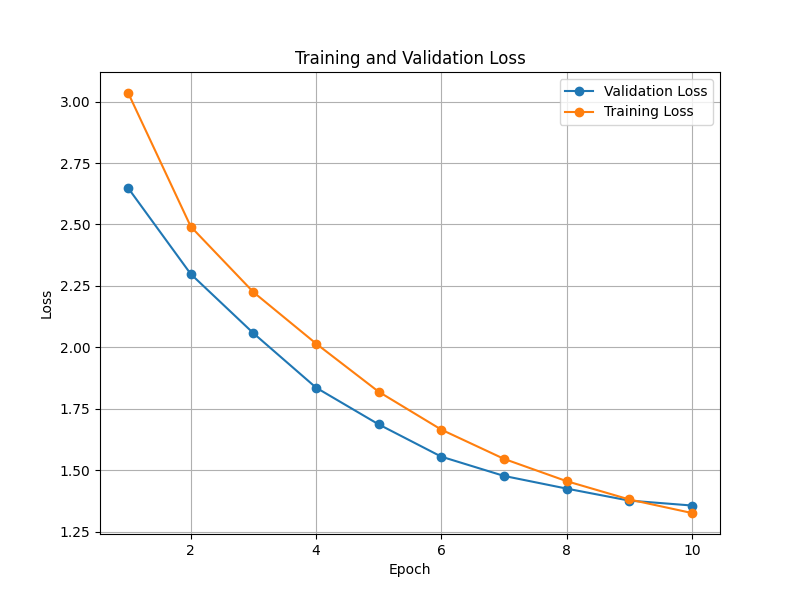 Training and Validation Loss
Validation Loss
Training Loss
3.00
2.75
2.50
2.25
2.00
1.75
1.50
1.25
Loss
2 4 6 8 10
Epoch